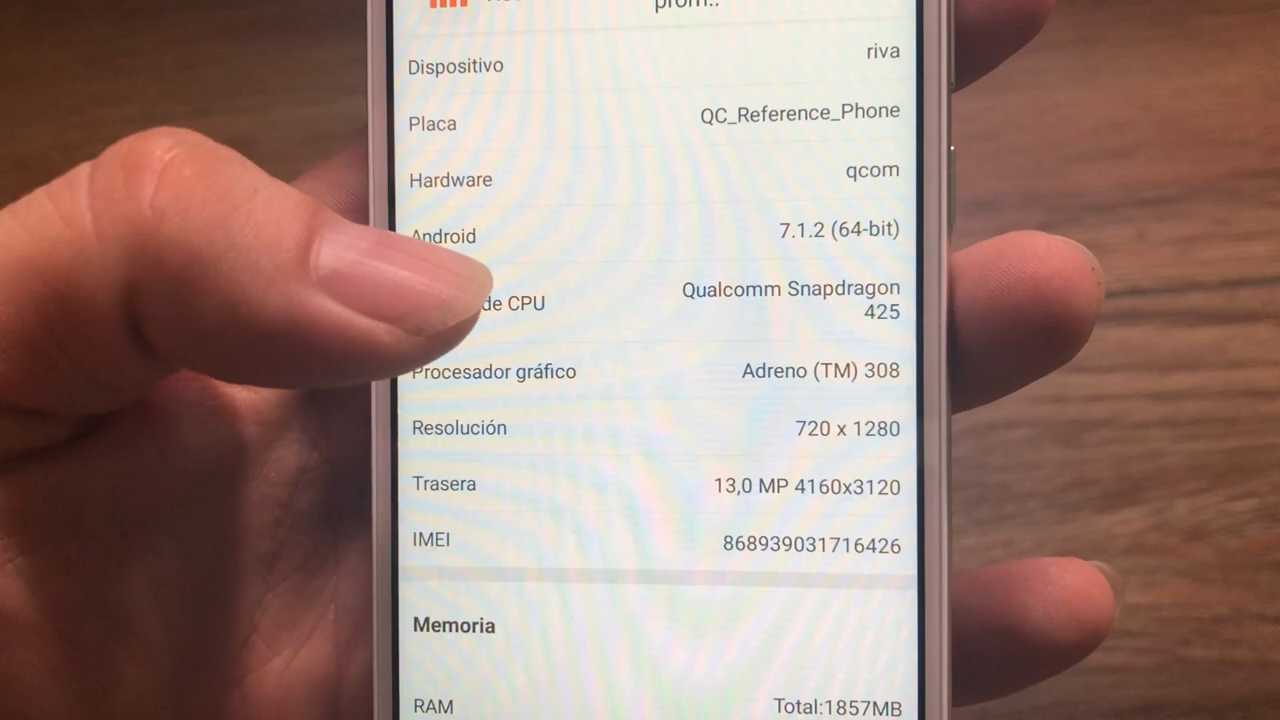 prom..
Dispositivo riva
Placa QC_Reference_Phone
Hardware qcom
Android 7.1.2 (64-bit)
de CPU Qualcomm Snapdragon
425
Procesador gráfico Adreno (TM) 308
Resolución 720 x 1280
Trasera 13,0 MP 4160x3120
IMEI 868939031716426
Memoria
RAM Total:1857MB